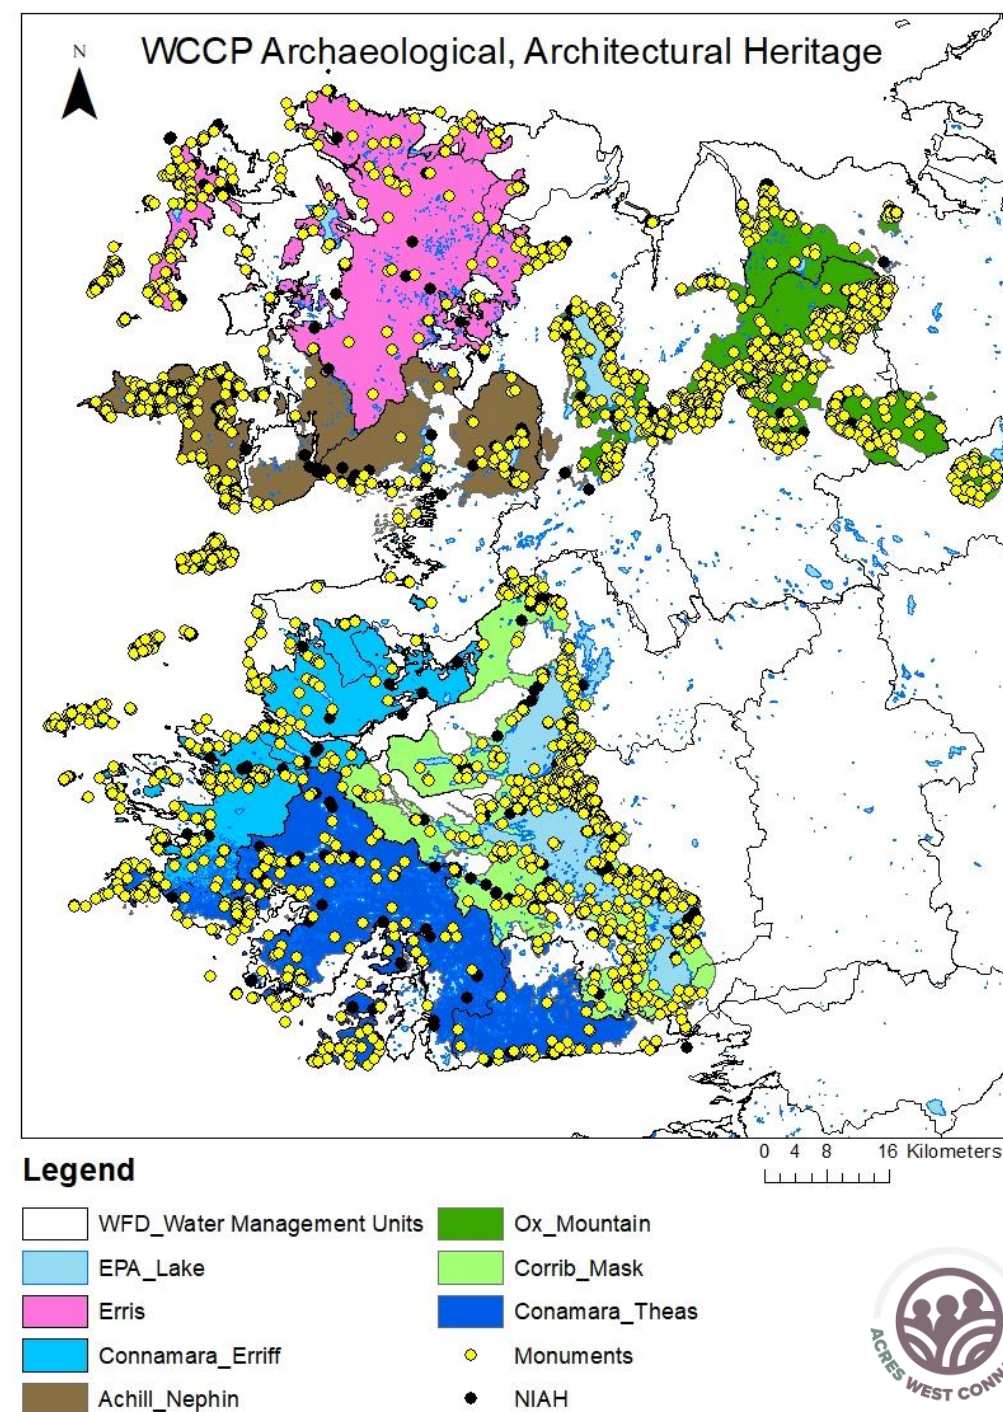 WCCP Archaeological, Architectural Heritage
N
0 4 8 16 Kilometers
Legend
WFD_Water Management Units
EPA_Lake
Erris
Connamara_Erriff
Achill_Nephin
Ox_Mountain
Corrib_Mask
Conamara_Theas
Monuments
NIAH
ACRES WEST CONN